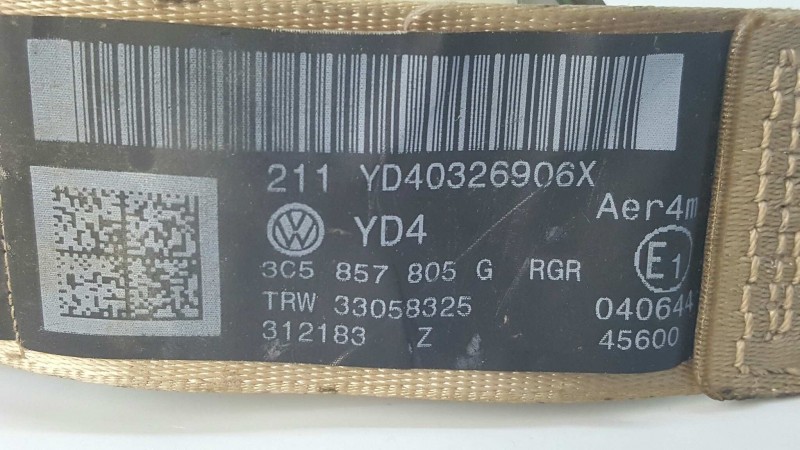 211 YD40326906X
Aer4m
YD4
E1
3C5 857 805 G RGR
TRW 33058325
040644
312183 Z
45600